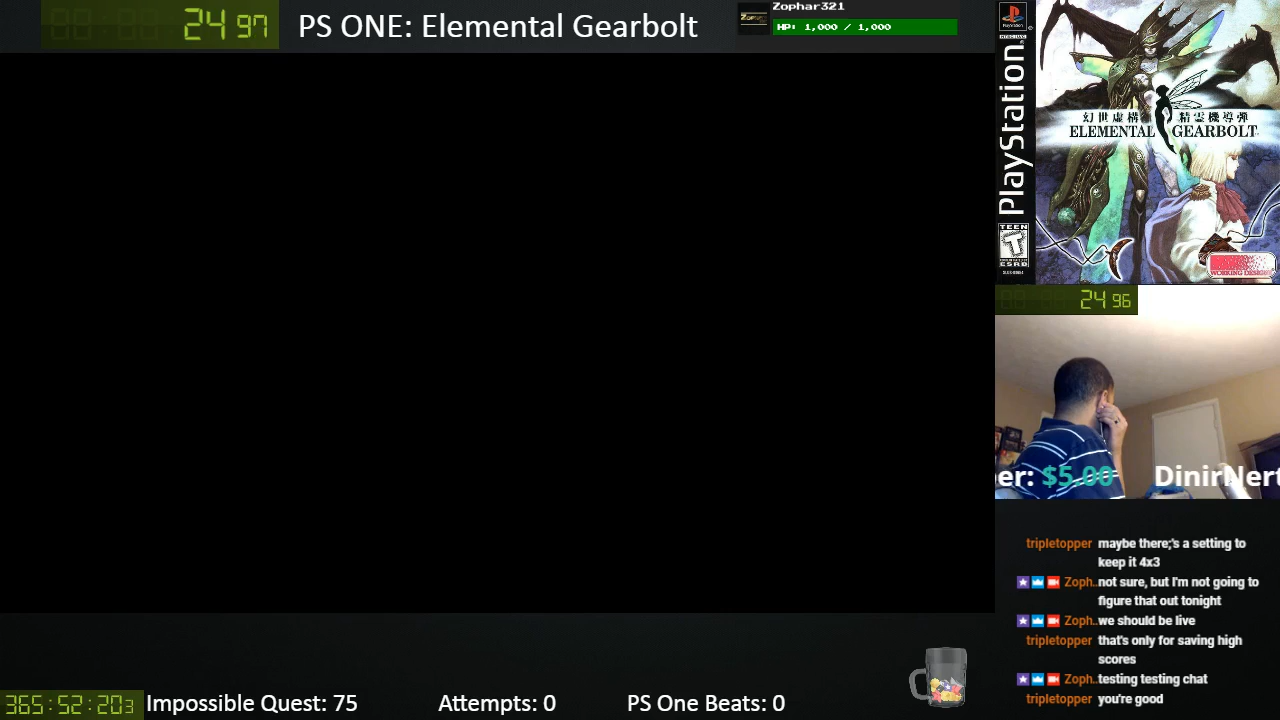 24 97
PS ONE: Elemental Gearbolt
Zophar321
HP: 1,000 / 1,000
PlayStation
幻世虚構 精霊機導弾
ELEMENTAL GEARBOLT
TEEN
T
ESRB
WORKING DESIGNS
24 96
er: $5.00 DinirNert
tripletopper maybe there;'s a setting to
keep it 4x3
Zoph.. not sure, but I'm not going to
figure that out tonight
Zoph.. we should be live
tripletopper that's only for saving high
scores
Zoph.. testing testing chat
tripletopper you're good
365:52:203
Impossible Quest: 75
Attempts: 0
PS One Beats: 0